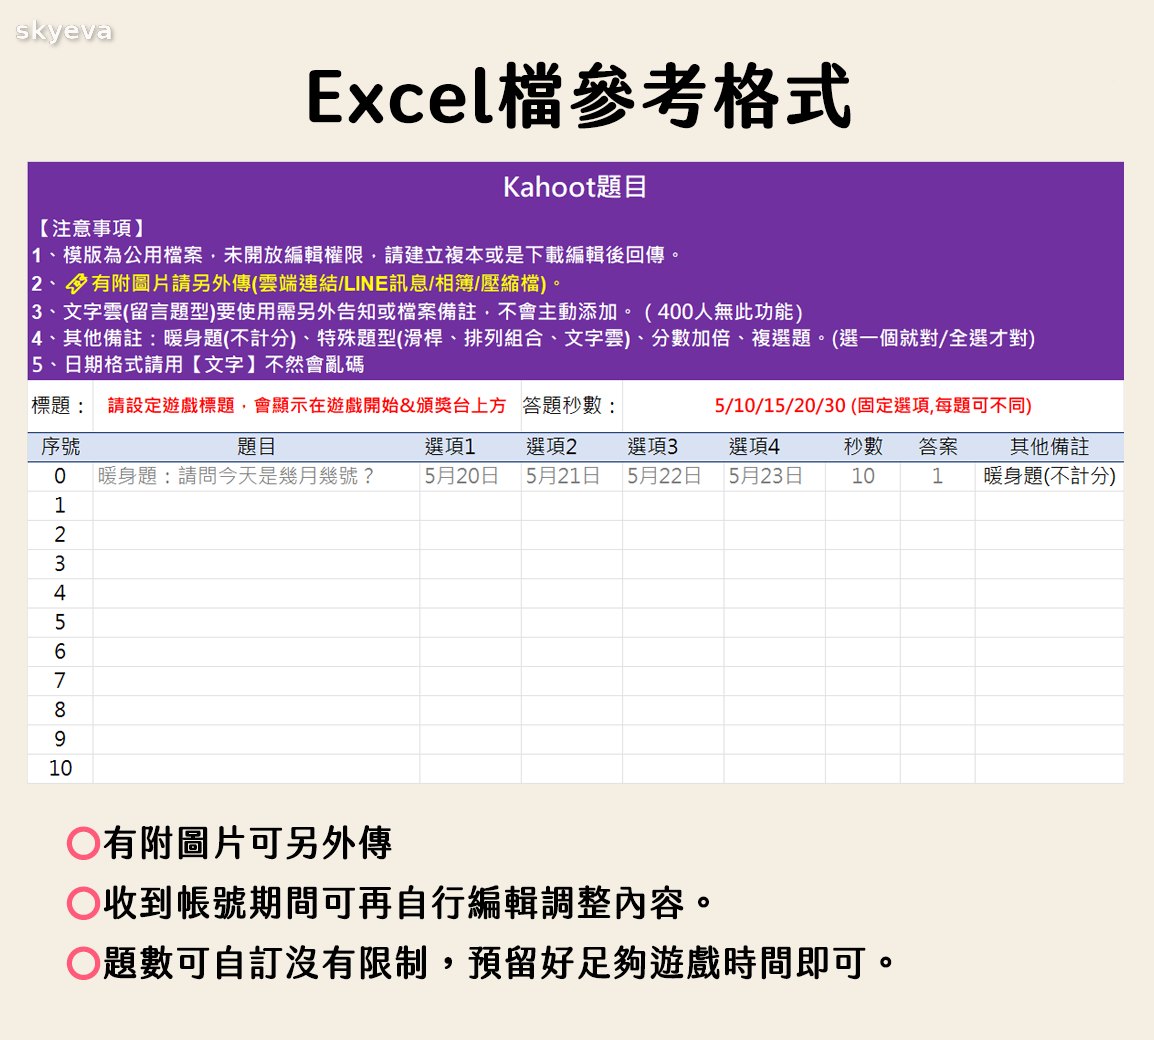 skyeva
Excel檔參考格式
Kahoot題目
【注意事項】
1、模版為公用檔案，未開放編輯權限，請建立複本或是下載編輯後回傳。
2、有附圖片請另外傳(雲端連結/LINE訊息/相簿/壓縮檔)。
3、文字雲(留言題型)要使用需另外告知或檔案備註，不會主動添加。（400人無此功能）
4、其他備註：暖身題(不計分)、特殊題型(滑桿、排列組合、文字雲)、分數加倍、複選題。(選一個就對/全選才對)
5、日期格式請用【文字】不然會亂碼
標題： 請設定遊戲標題，會顯示在遊戲開始&頒獎台上方 答題秒數： 5/10/15/20/30 (固定選項,每題可不同)
序號 題目 選項1 選項2 選項3 選項4 秒數 答案 其他備註
0 暖身題：請問今天是幾月幾號？ 5月20日 5月21日 5月22日 5月23日 10 1 暖身題(不計分)
1
2
3
4
5
6
7
8
9
10
有附圖片可另外傳
收到帳號期間可再自行編輯調整內容。
題數可自訂沒有限制，預留好足夠遊戲時間即可。